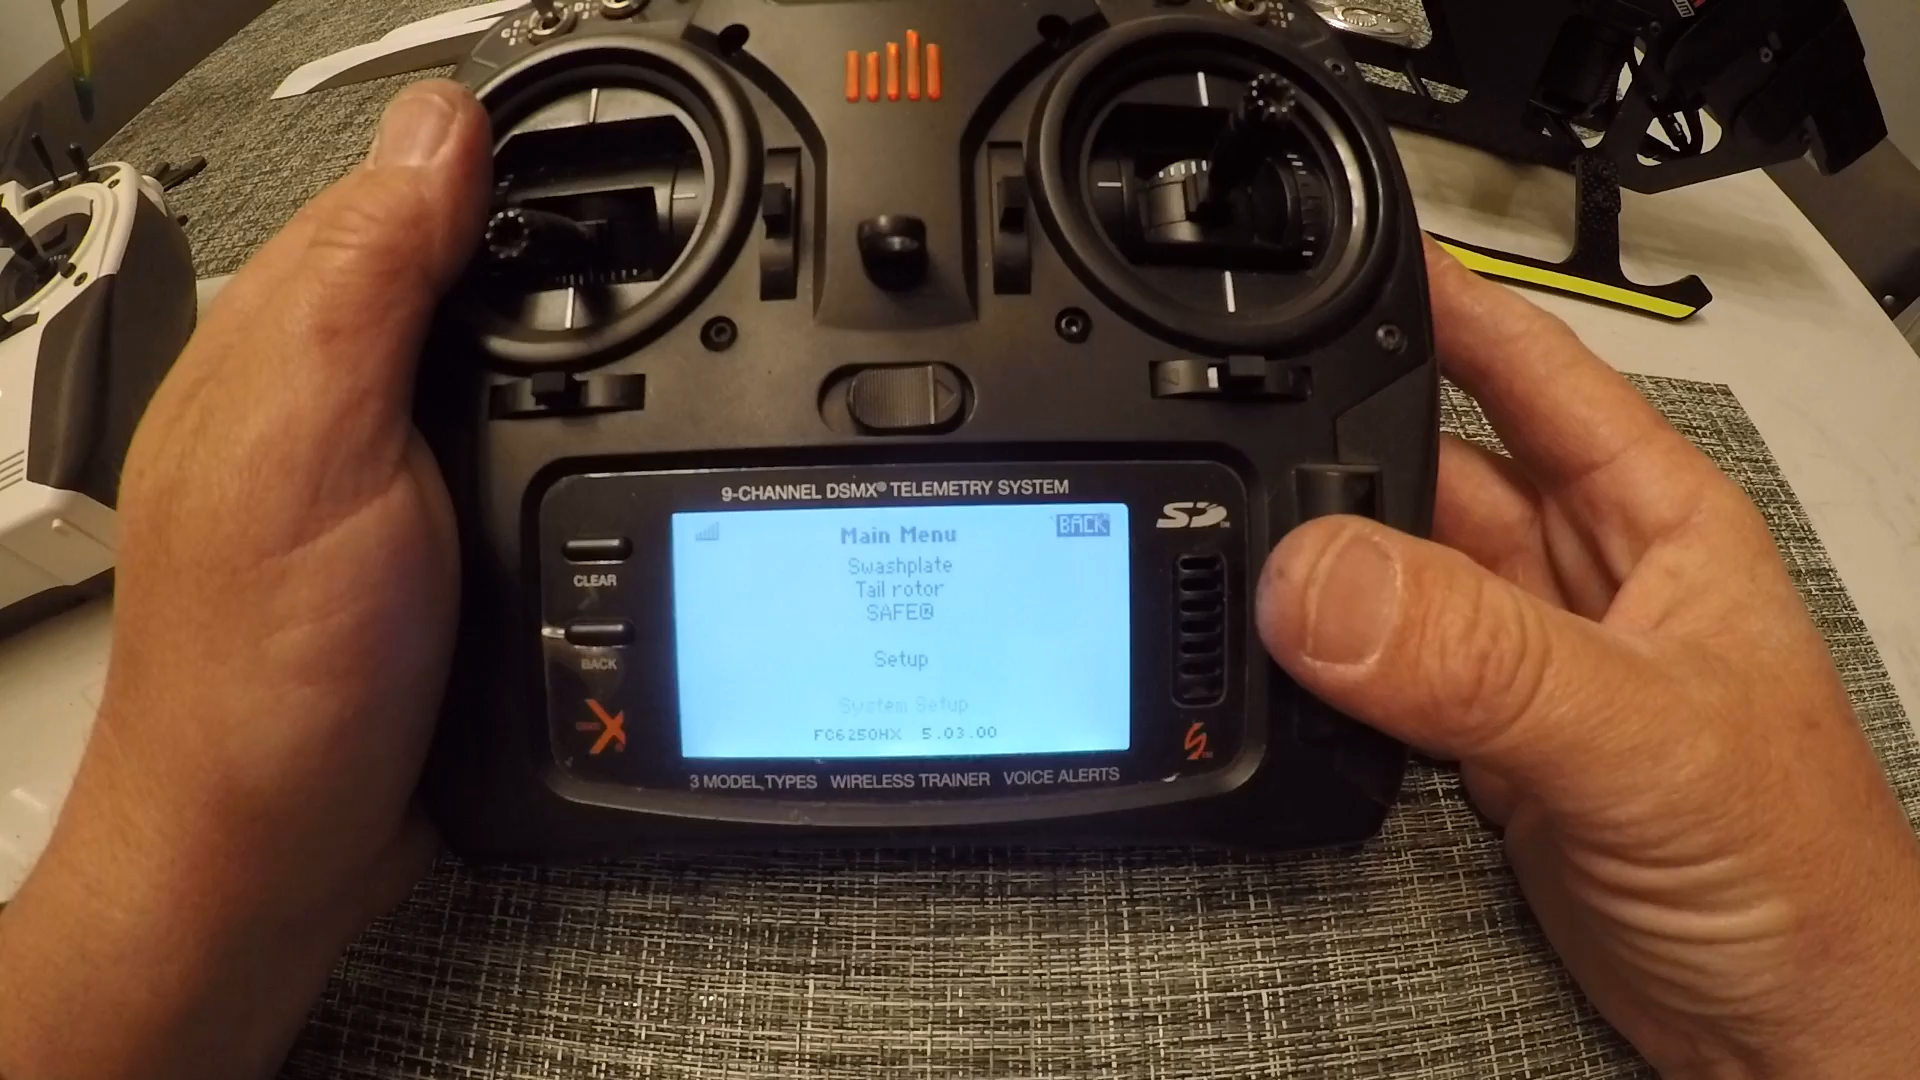 9-CHANNEL DSMX® TELEMETRY SYSTEM
Main Menu
BACK
Swashplate
Tail rotor
SAFE®
Setup
System Setup
FC6250HX 5.03.00
CLEAR
BACK
SD
X
3 MODEL TYPES WIRELESS TRAINER VOICE ALERTS